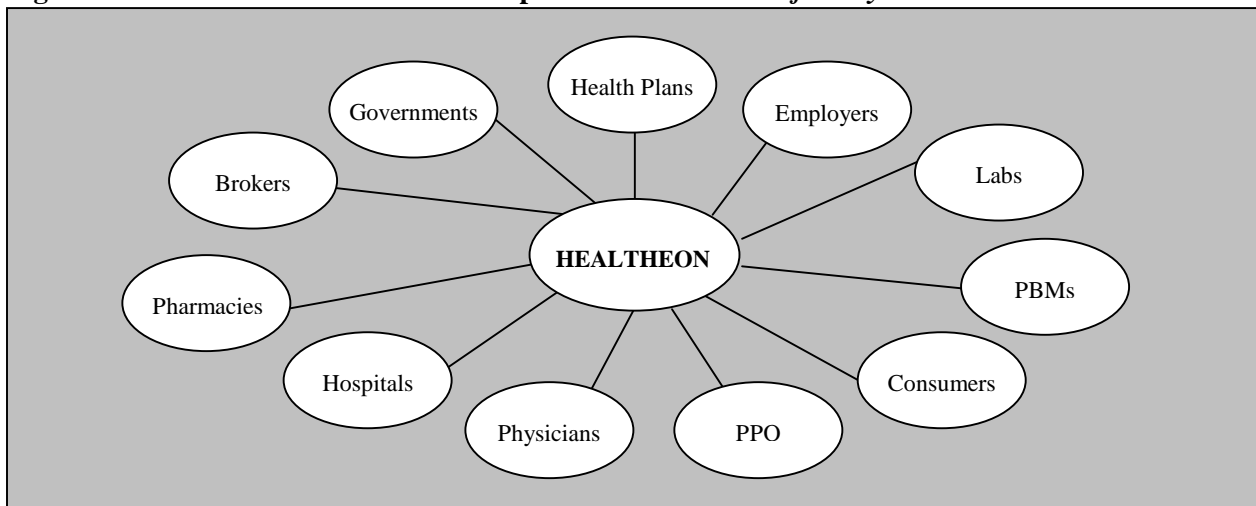 Health Plans
Governments
Employers
Brokers
Labs
HEALTHEON
Pharmacies
PBMs
Hospitals
Consumers
Physicians
PPO